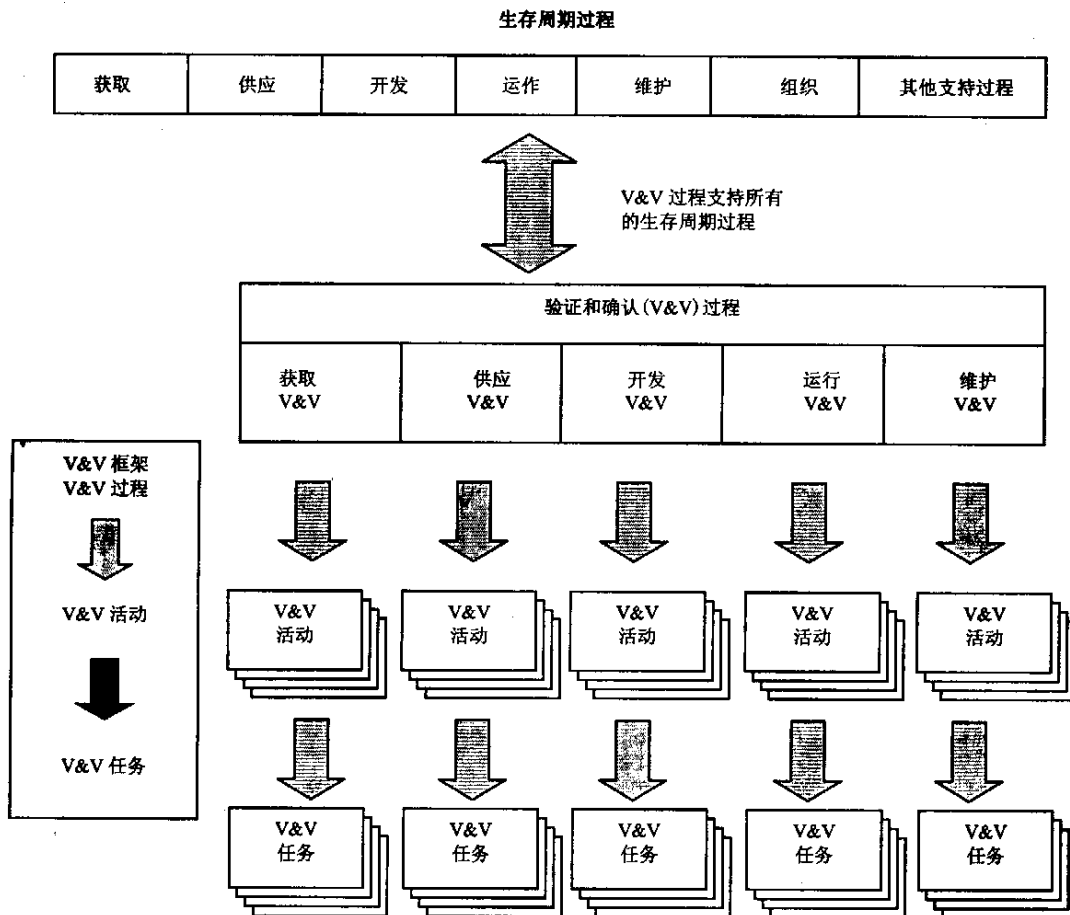 生存周期过程
获取 供应 开发 运作 维护 组织 其他支持过程
V&V 过程支持所有
的生存周期过程
验证和确认(V&V)过程
获取 供应 开发 运行 维护
V&V V&V V&V V&V V&V
V&V 框架
V&V 过程
V&V 活动
V&V 任务
V&V V&V V&V V&V V&V
活动 活动 活动 活动 活动
V&V V&V V&V V&V V&V
任务 任务 任务 任务 任务